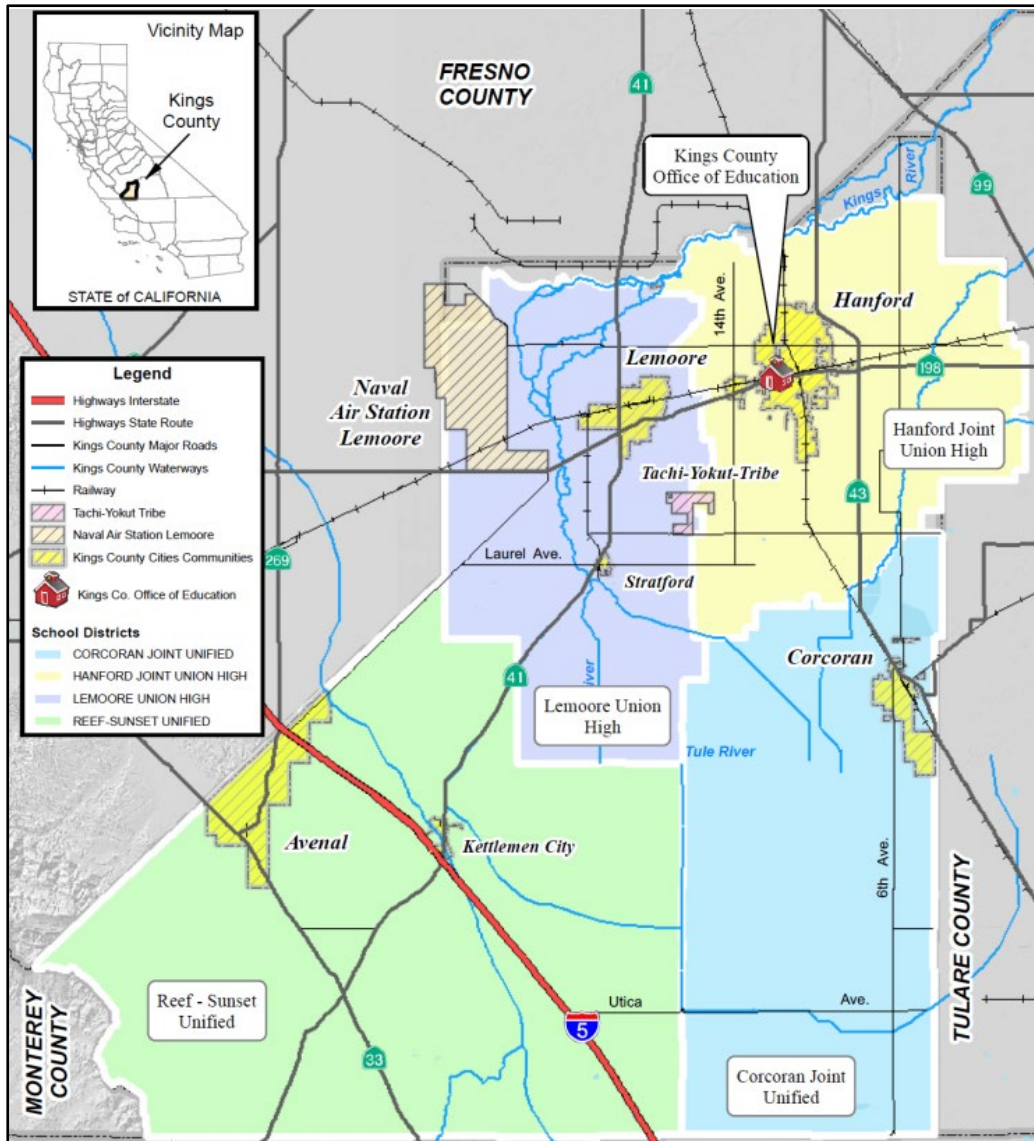 Vicinity Map
Kings
County
STATE of CALIFORNIA
FRESNO
COUNTY
41
Kings County
Office of Education
Kings
River
99
14th Ave.
Hanford
Lemoore
198
Naval
Air Station
Lemoore
Hanford Joint
Union High
Tachi-Yokut-Tribe
43
Legend
Highways Interstate
Highways State Route
Kings County Major Roads
Kings County Waterways
Railway
Tachi-Yokut Tribe
Naval Air Station Lemoore
Kings County Cities Communities
Kings Co. Office of Education
School Districts
CORCORAN JOINT UNIFIED
HANFORD JOINT UNION HIGH
LEMOORE UNION HIGH
REEF-SUNSET UNIFIED
269
Laurel Ave.
Stratford
Corcoran
41
iver
Lemoore Union
High
Tule River
Avenal
Kettlemen City
6th Ave.
TULARE COUNTY
Reef - Sunset
Unified
Utica
Ave.
5
MONTEREY
COUNTY
33
Corcoran Joint
Unified